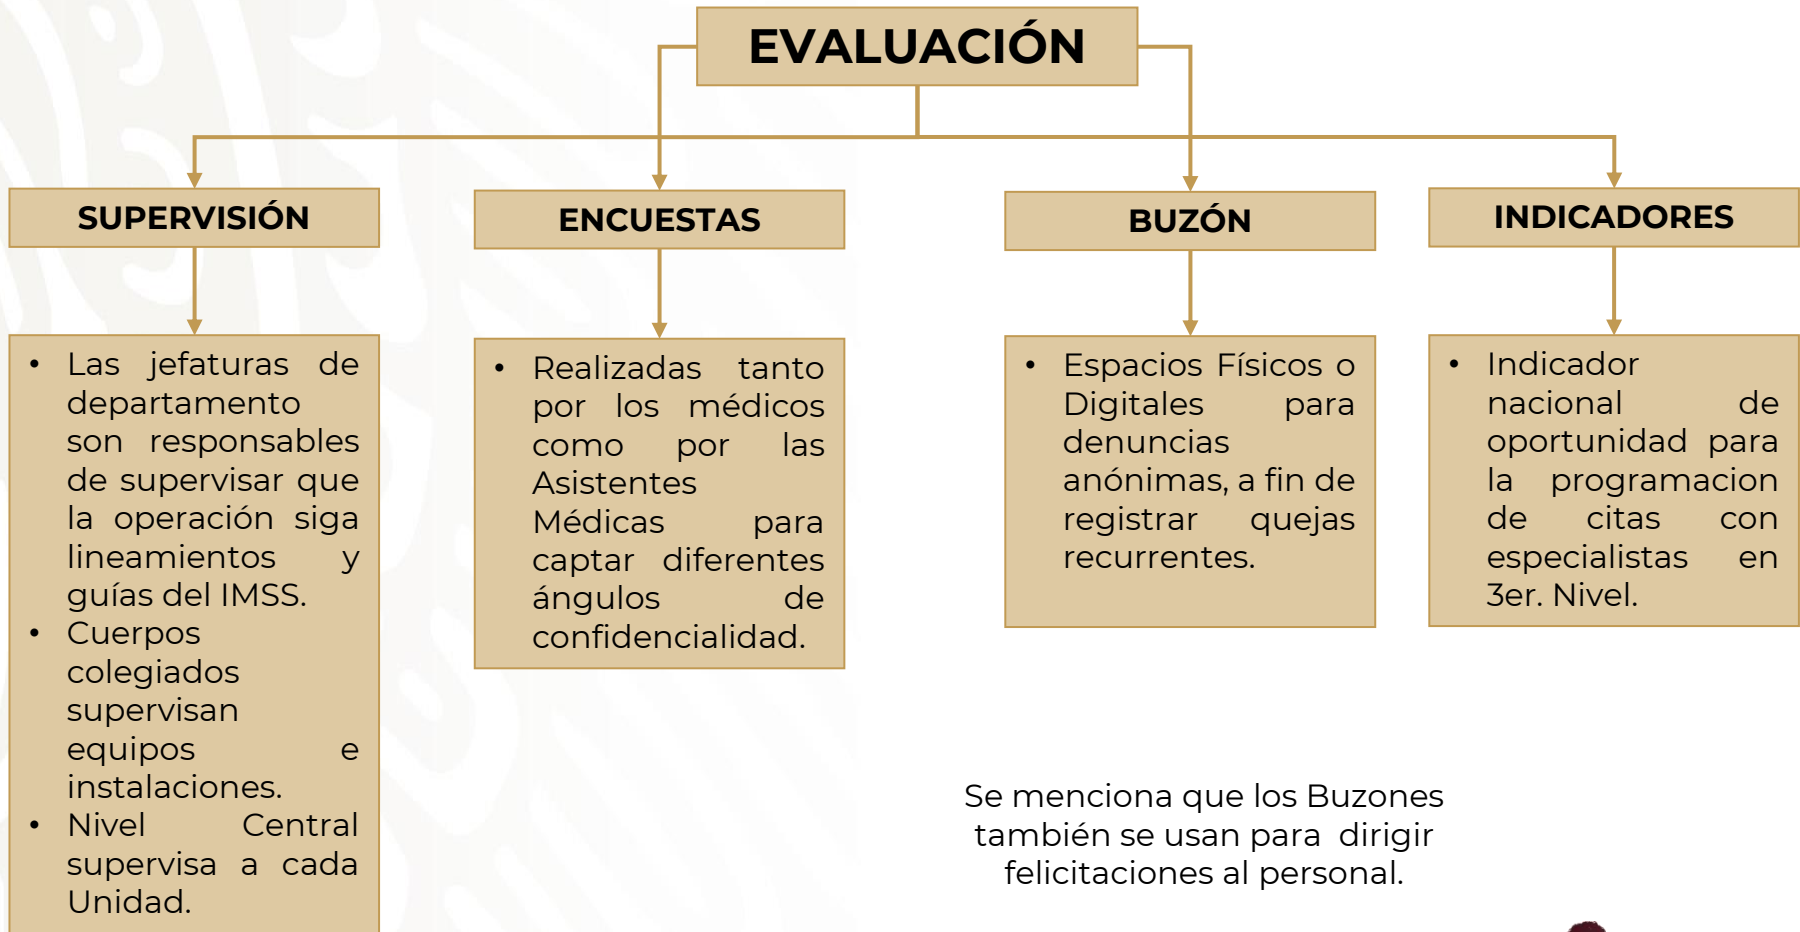 EVALUACIÓN
SUPERVISIÓN
• Las jefaturas de
departamento
son responsables
de supervisar que
la operación siga
lineamientos y
guías del IMSS.
• Cuerpos
colegiados
supervisan
equipos e
instalaciones.
• Nivel Central
supervisa a cada
Unidad.
ENCUESTAS
• Realizadas tanto
por los médicos
como por las
Asistentes
Médicas para
captar diferentes
ángulos de
confidencialidad.
BUZÓN
• Espacios Físicos o
Digitales para
denuncias
anónimas, a fin de
registrar quejas
recurrentes.
INDICADORES
• Indicador
nacional de
oportunidad para
la programacion
de citas con
especialistas en
3er. Nivel.
Se menciona que los Buzones
también se usan para dirigir
felicitaciones al personal.